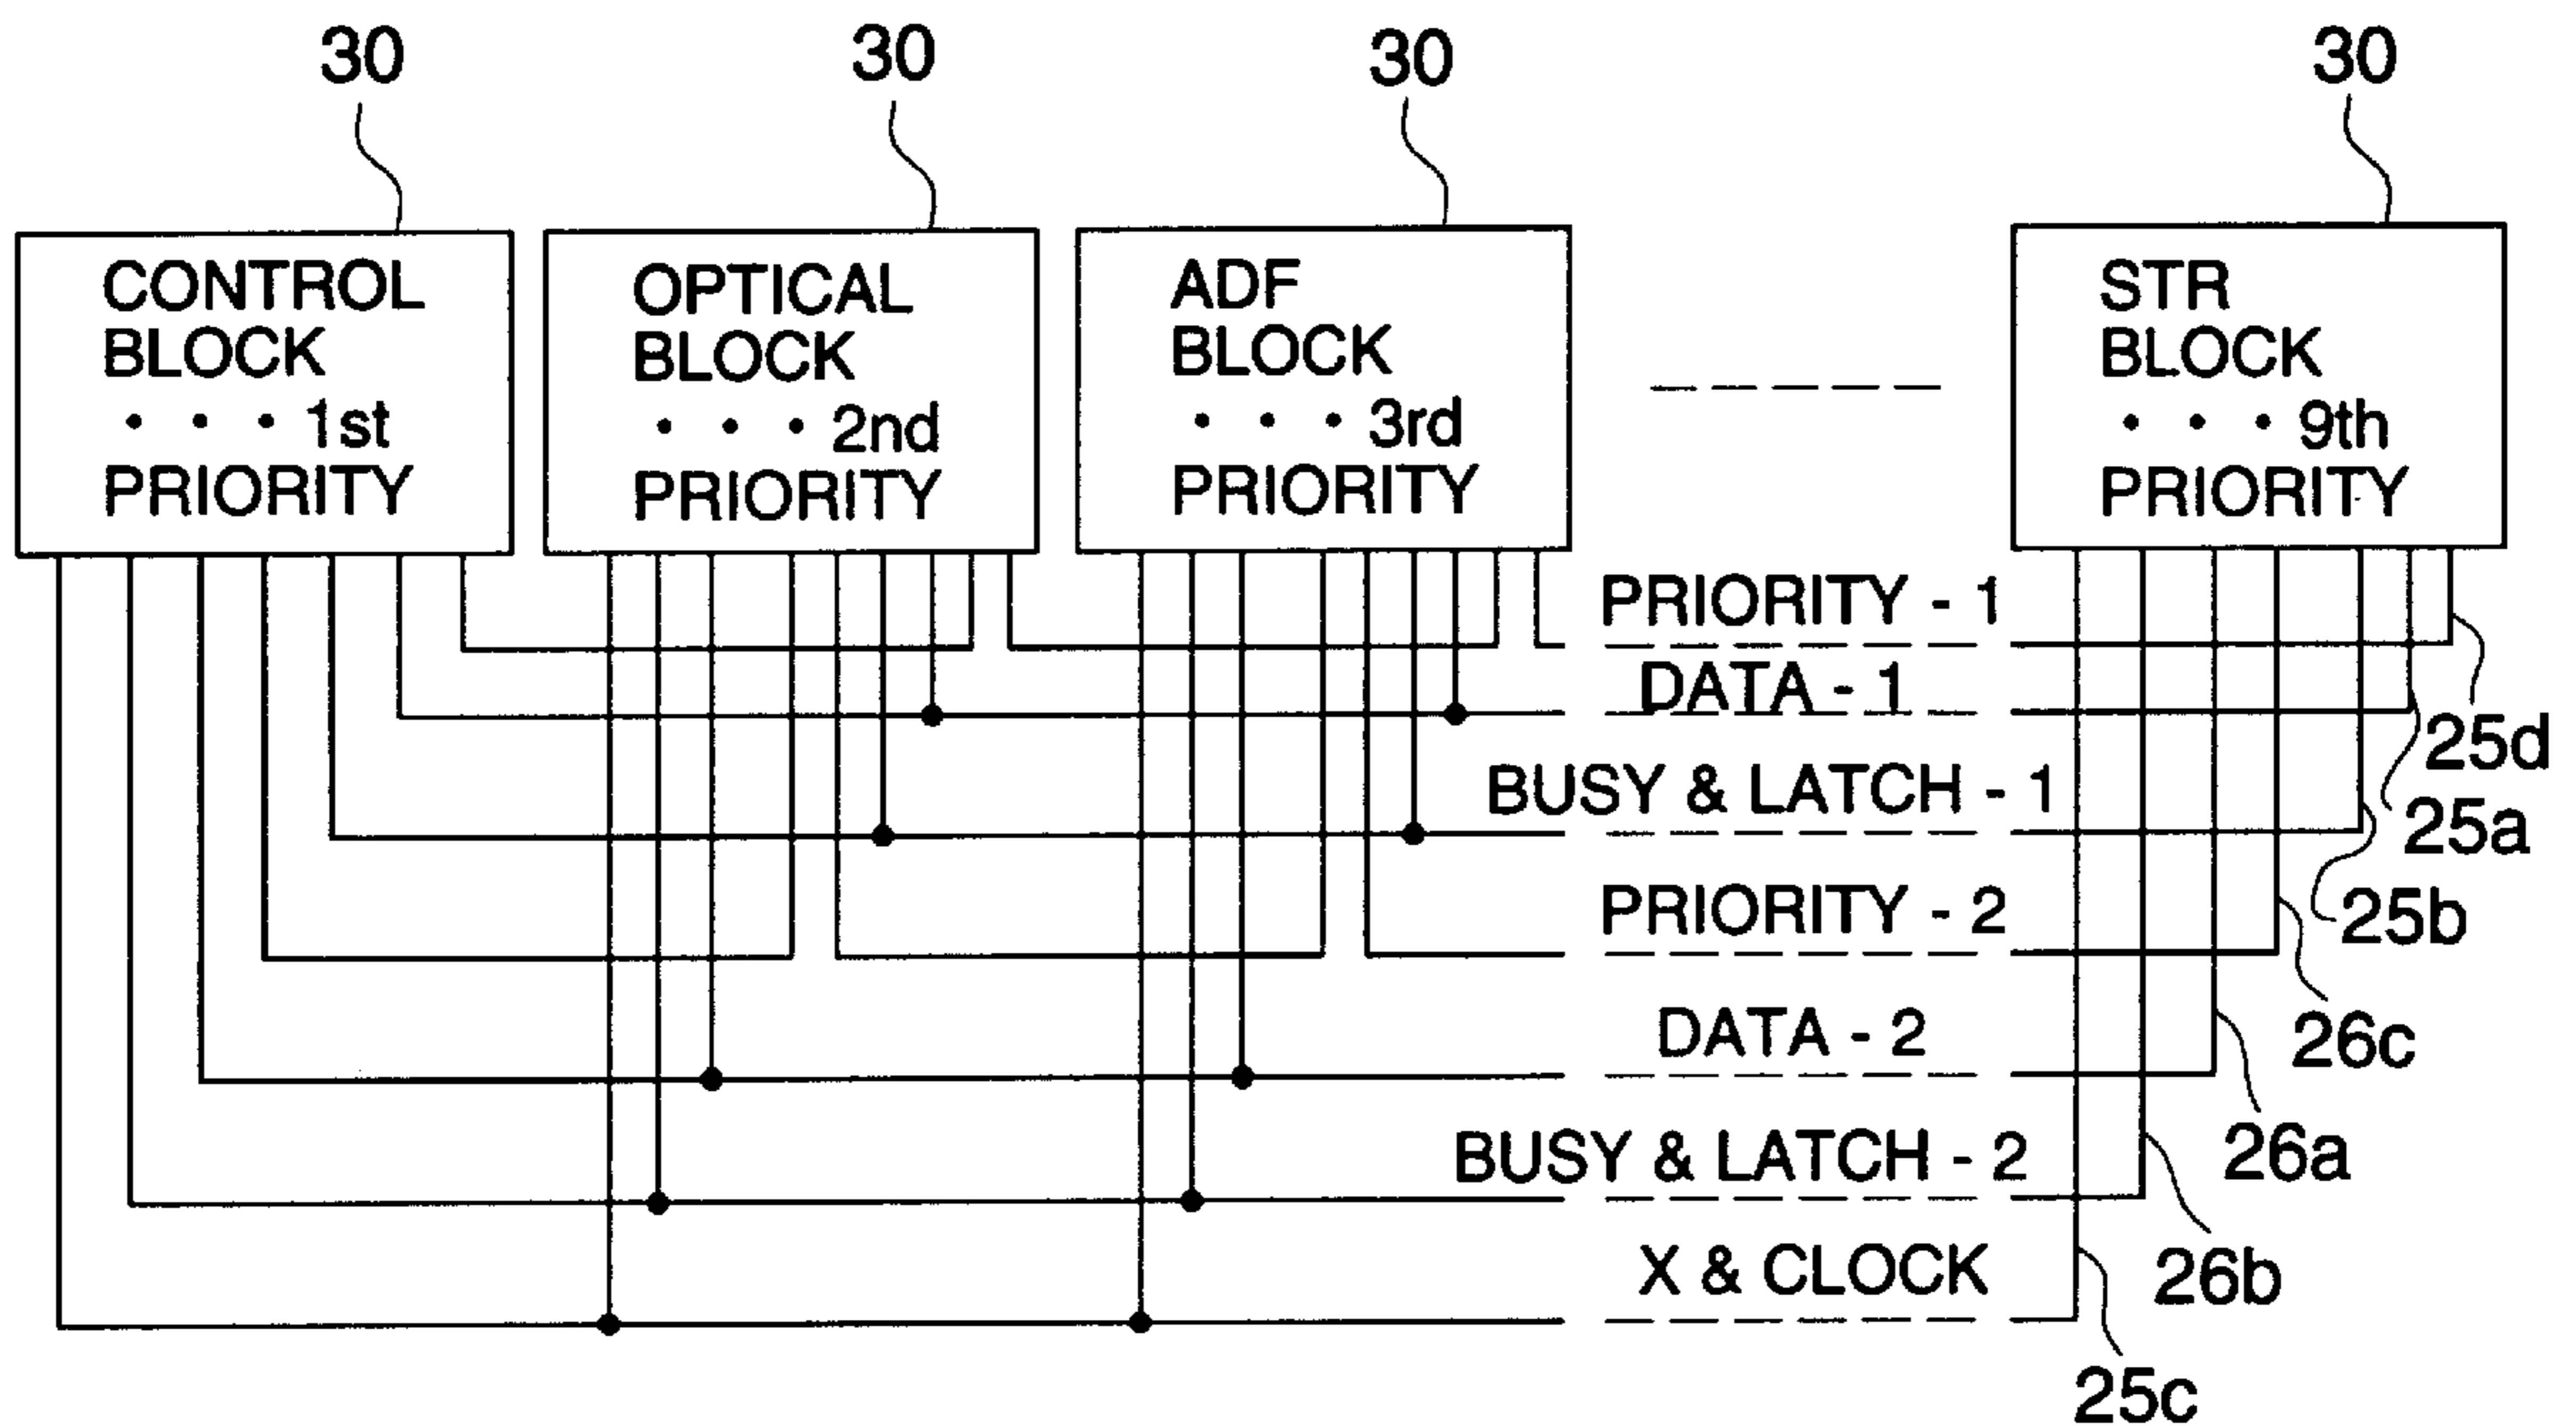 30
30
30
30
CONTROL
BLOCK
· · · 1st
PRIORITY
OPTICAL
BLOCK
· · · 2nd
PRIORITY
ADF
BLOCK
· · · 3rd
PRIORITY
STR
BLOCK
· · · 9th
PRIORITY
PRIORITY - 1
DATA - 1
BUSY & LATCH - 1
PRIORITY - 2
DATA - 2
BUSY & LATCH - 2
X & CLOCK
25d
25a
25b
26c
26a
26b
25c